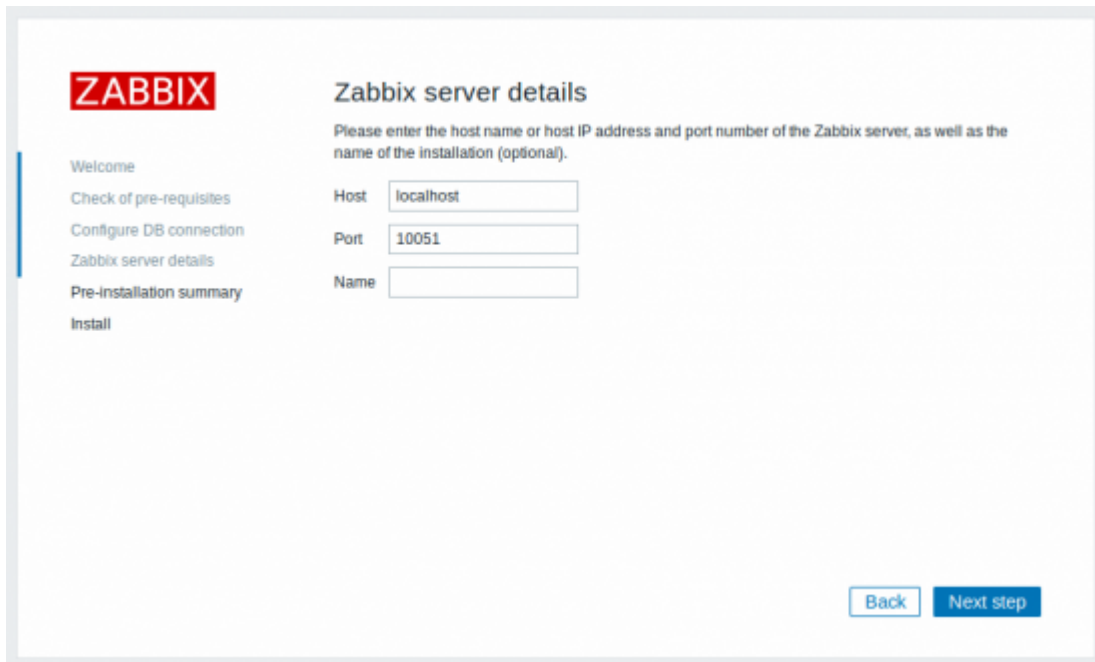 ZABBIX
Welcome
Check of pre-requisites
Configure DB connection
Zabbix server details
Pre-installation summary
Install
Zabbix server details
Please enter the host name or host IP address and port number of the Zabbix server, as well as the
name of the installation (optional).
Host localhost
Port 10051
Name
Back Next step